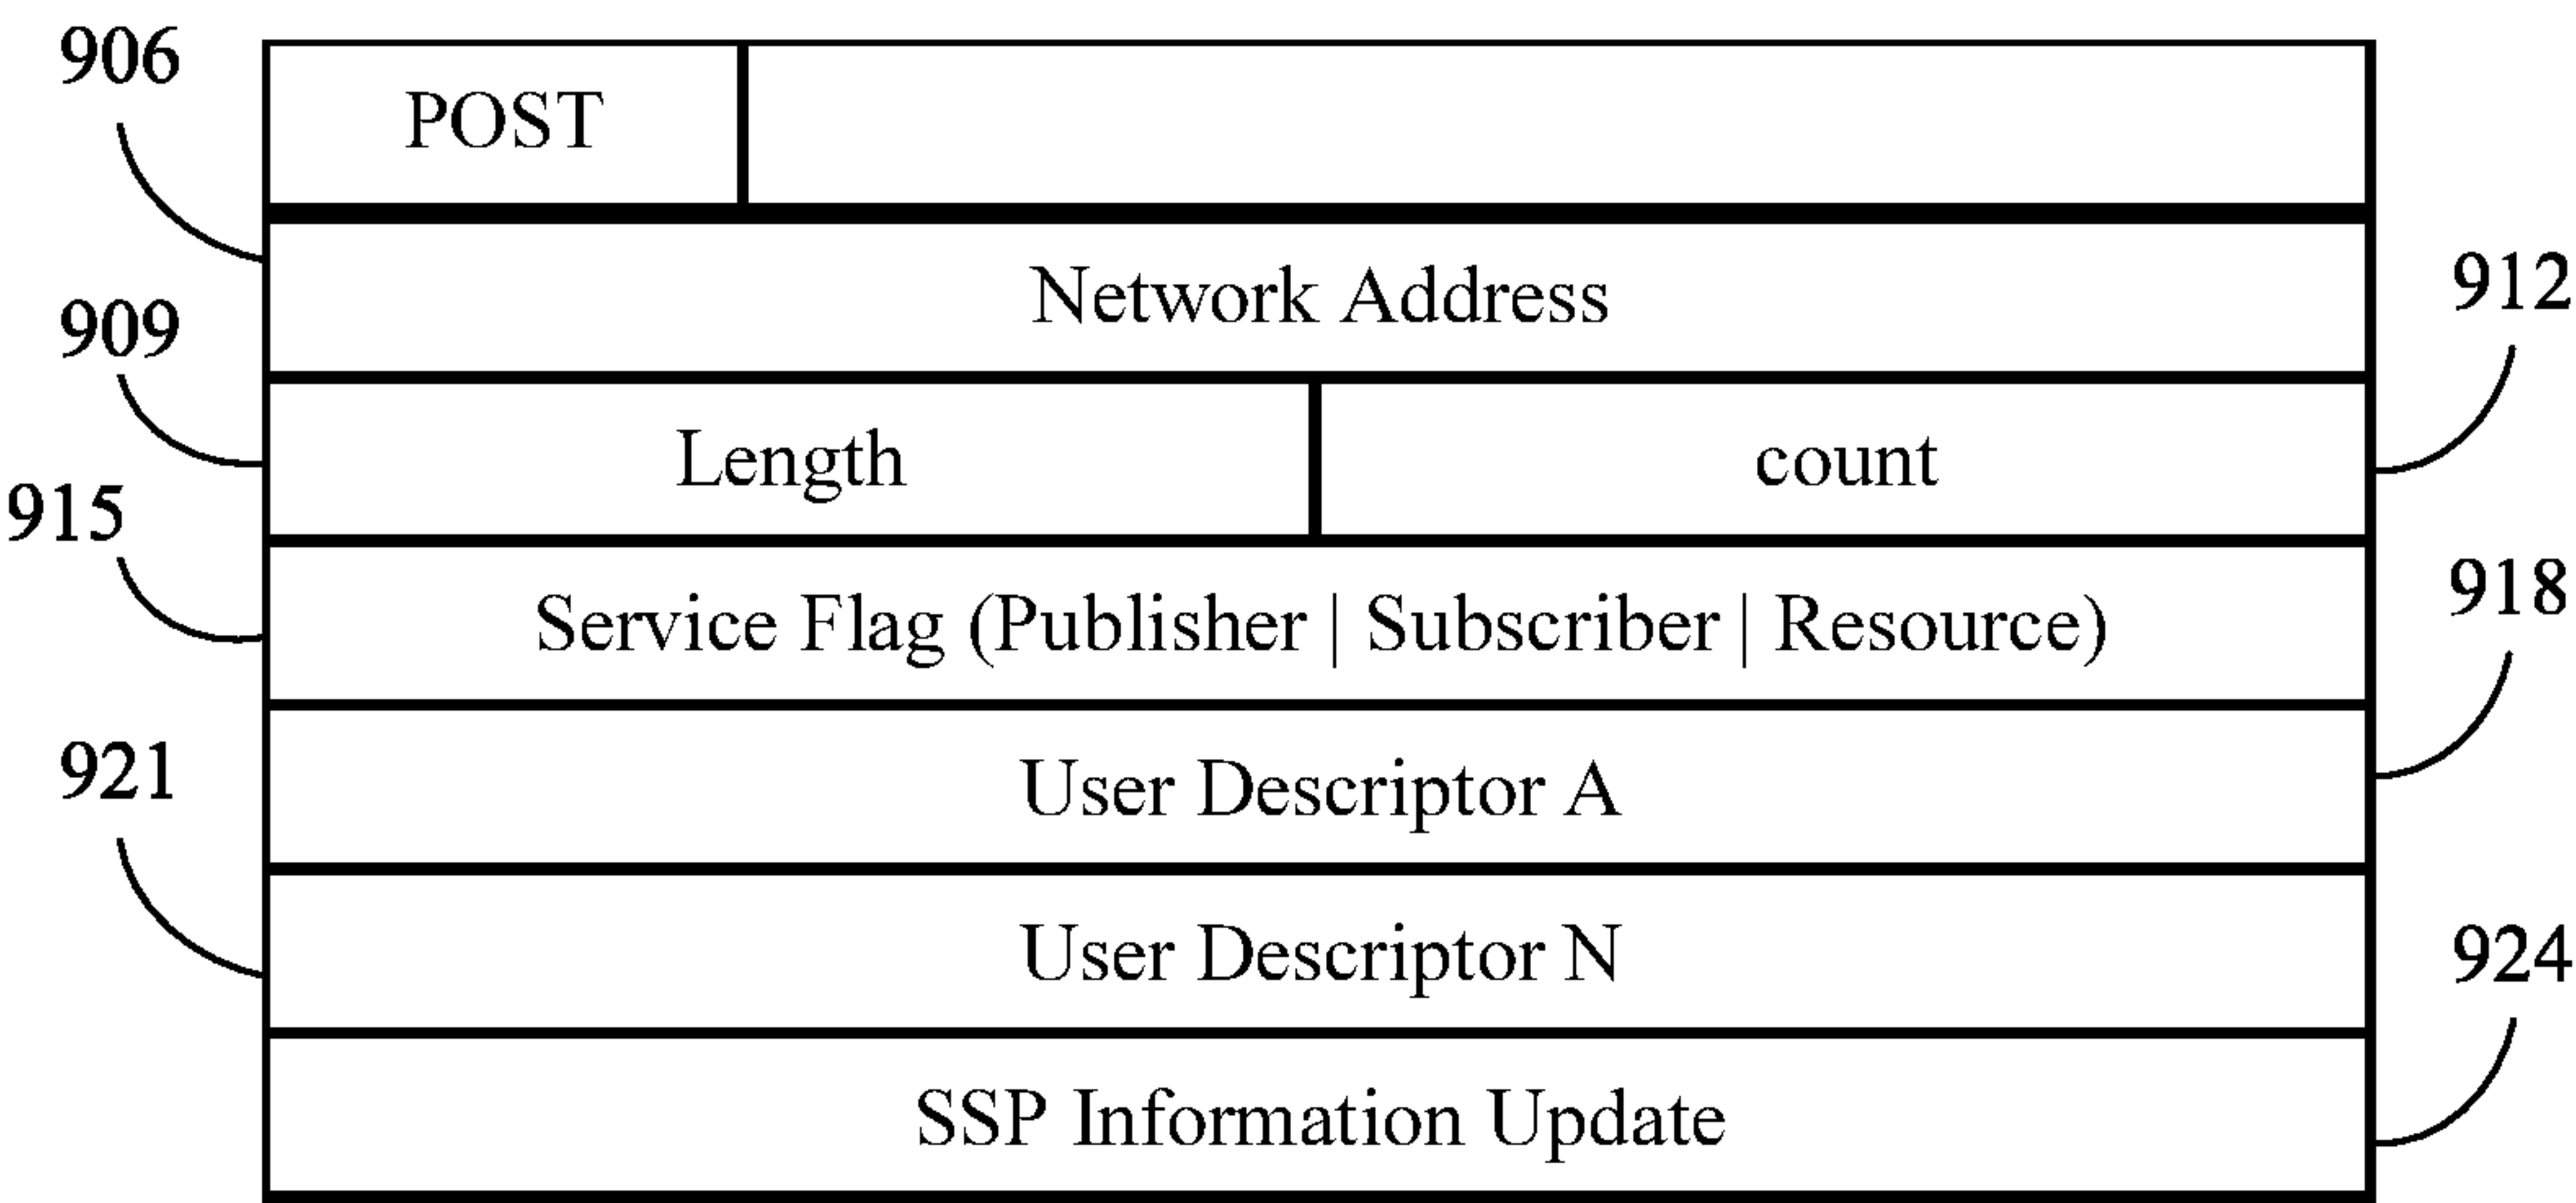 906
POST
Network Address
912
909
Length
count
915
Service Flag (Publisher | Subscriber | Resource)
918
User Descriptor A
921
User Descriptor N
924
SSP Information Update